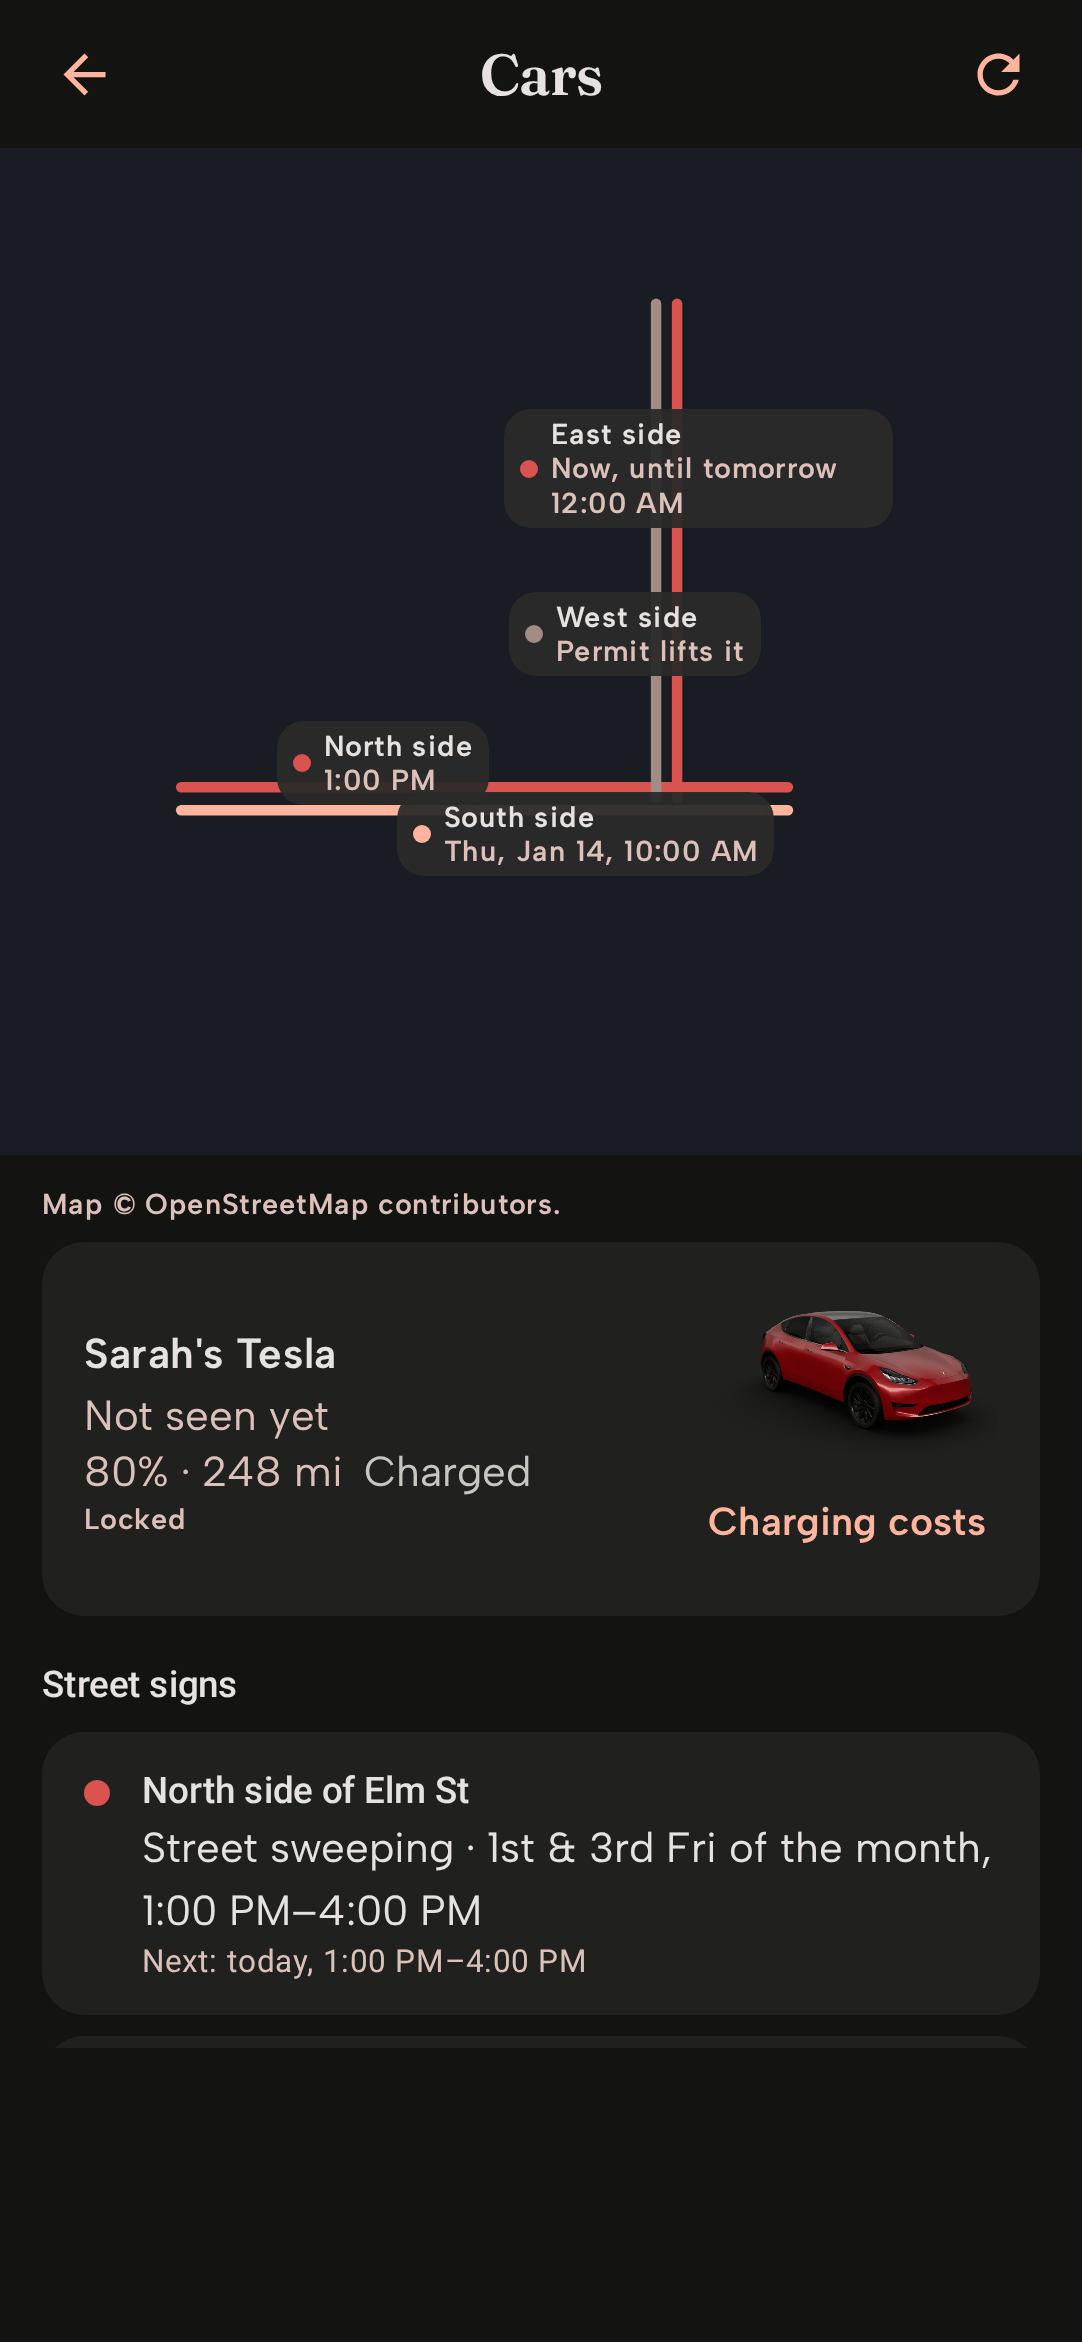 Cars
East side
Now, until tomorrow
12:00 AM
West side
Permit lifts it
North side
1:00 PM
South side
Thu, Jan 14, 10:00 AM
Map © OpenStreetMap contributors.
Sarah's Tesla
Not seen yet
80% · 248 mi Charged
Locked
Charging costs
Street signs
North side of Elm St
Street sweeping · 1st & 3rd Fri of the month,
1:00 PM–4:00 PM
Next: today, 1:00 PM–4:00 PM